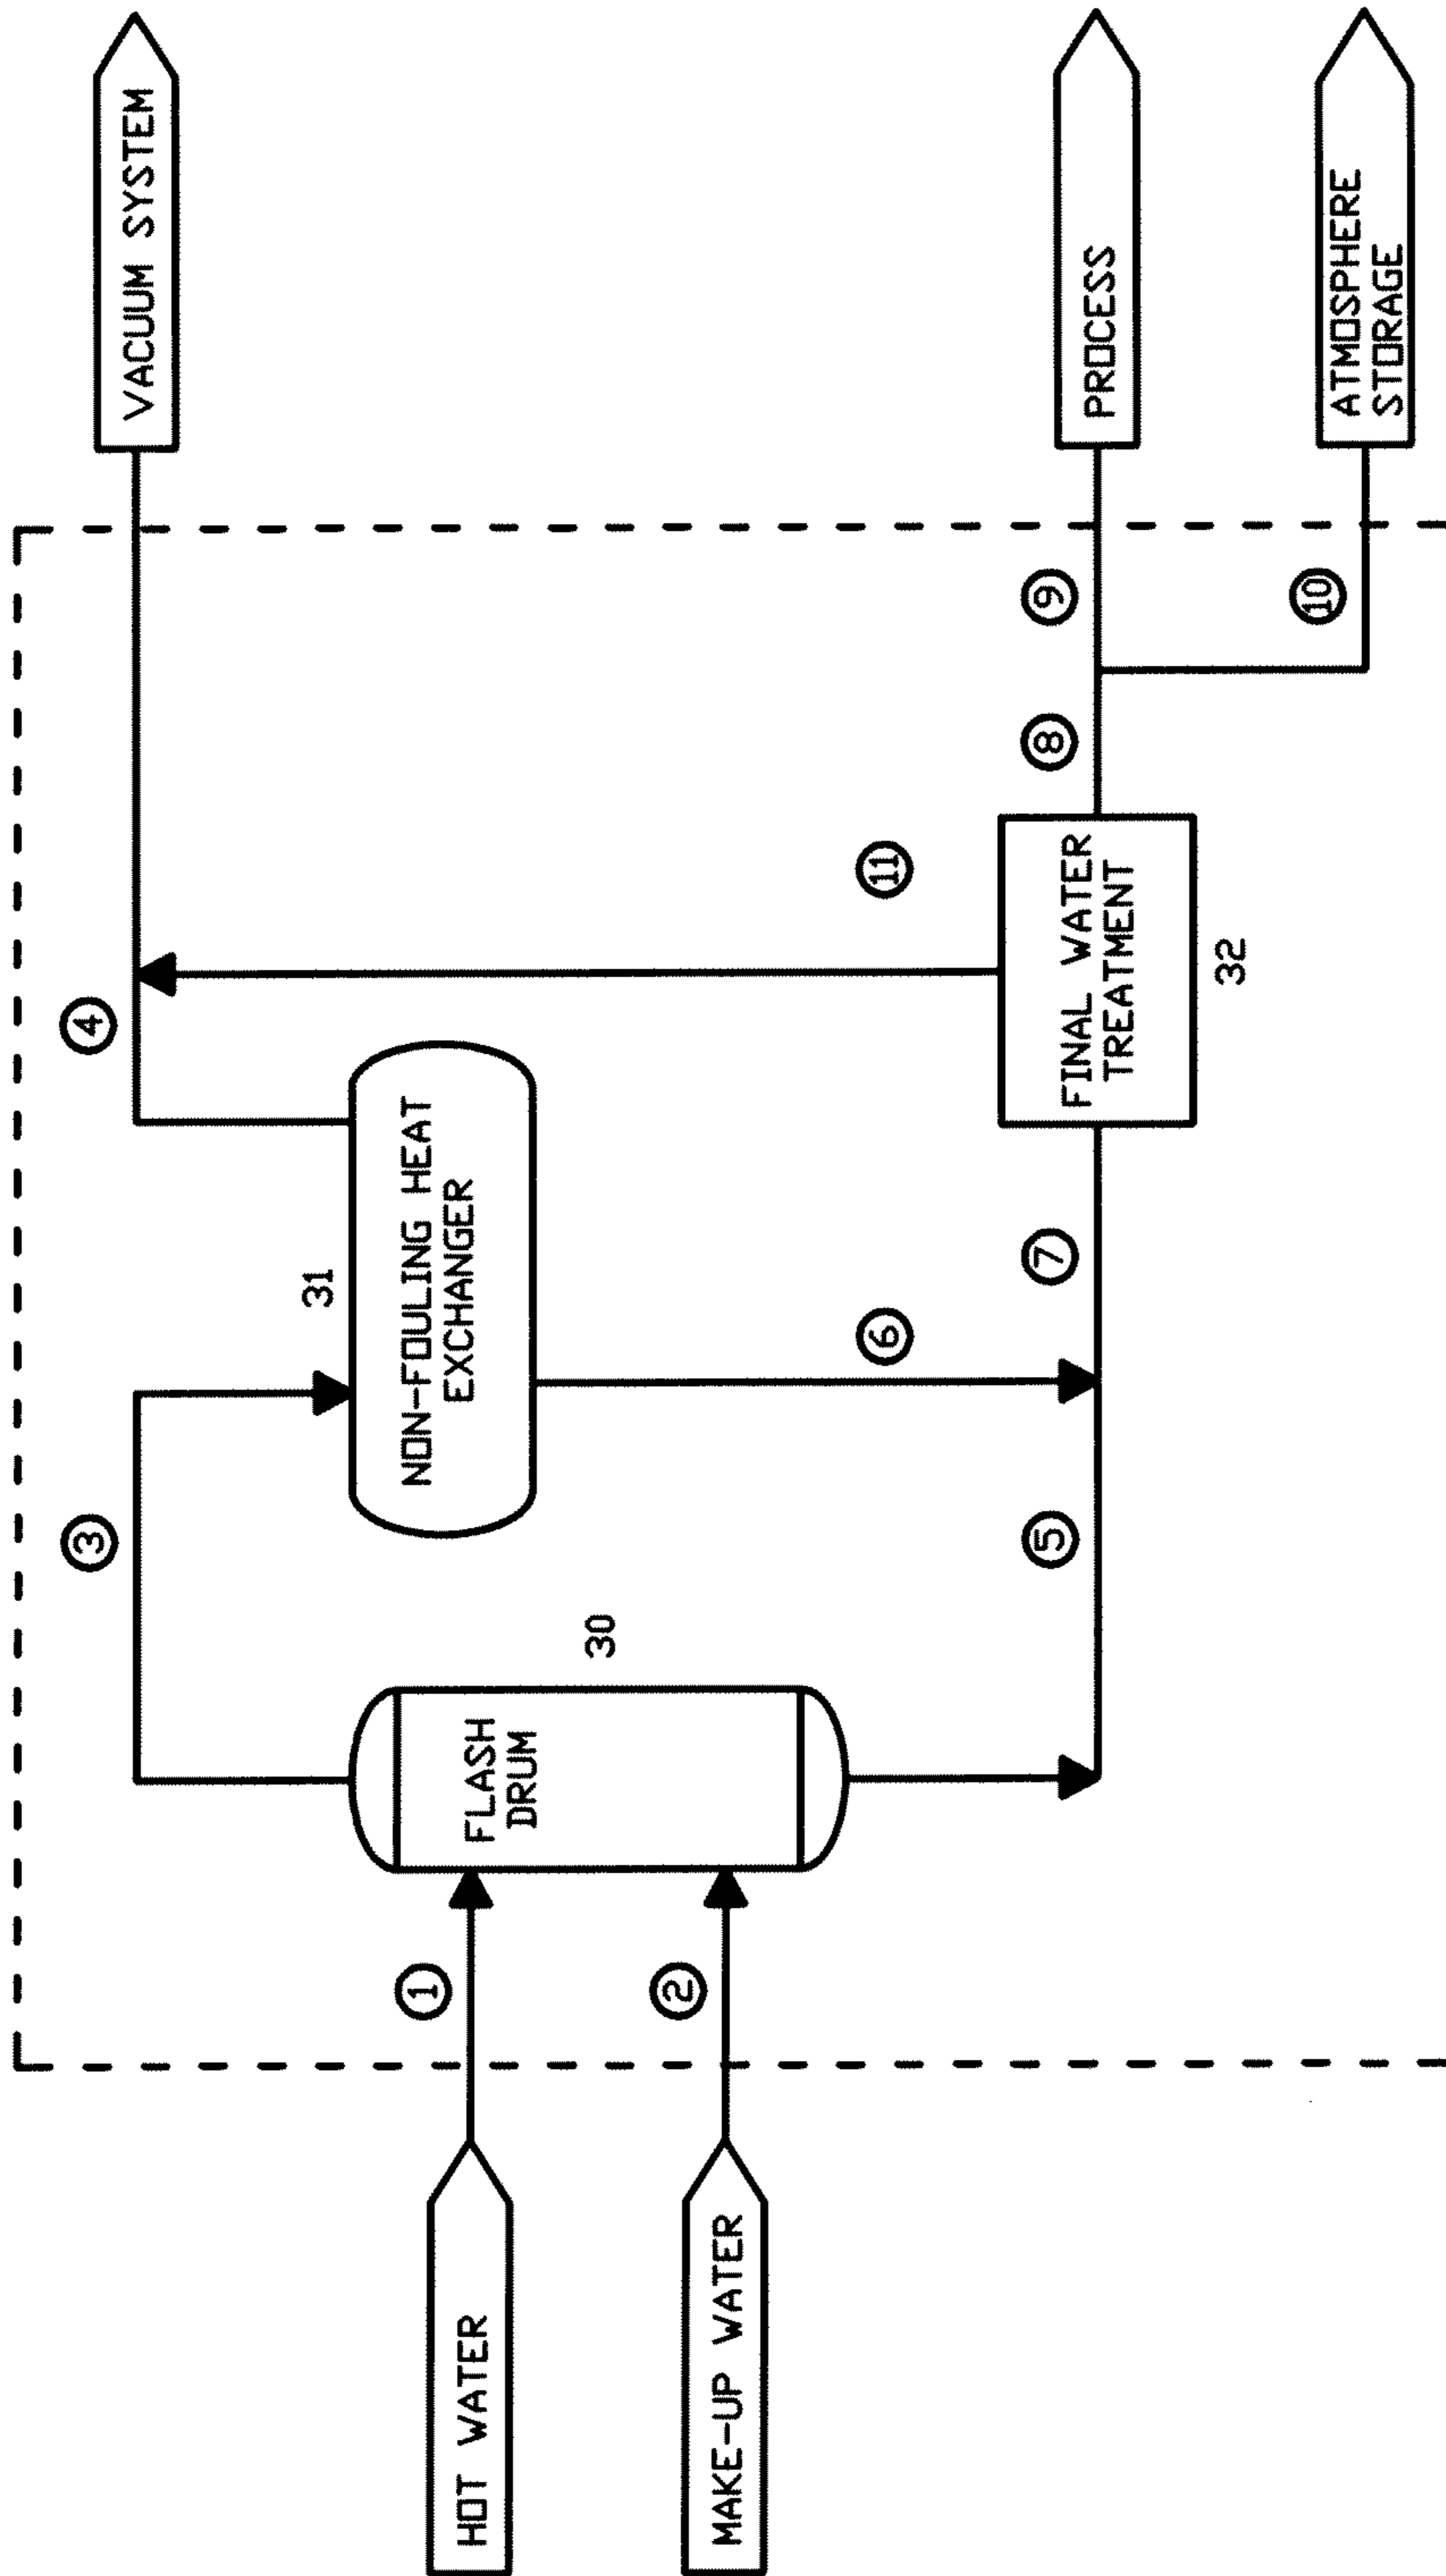 VACUUM SYSTEM
4
3
31
NON-FOULING HEAT
EXCHANGER
HOT WATER
1
FLASH
DRUM
30
MAKE-UP WATER
2
6
11
5
7
8
9
PROCESS
FINAL WATER
TREATMENT
32
10
ATMOSPHERE
STORAGE